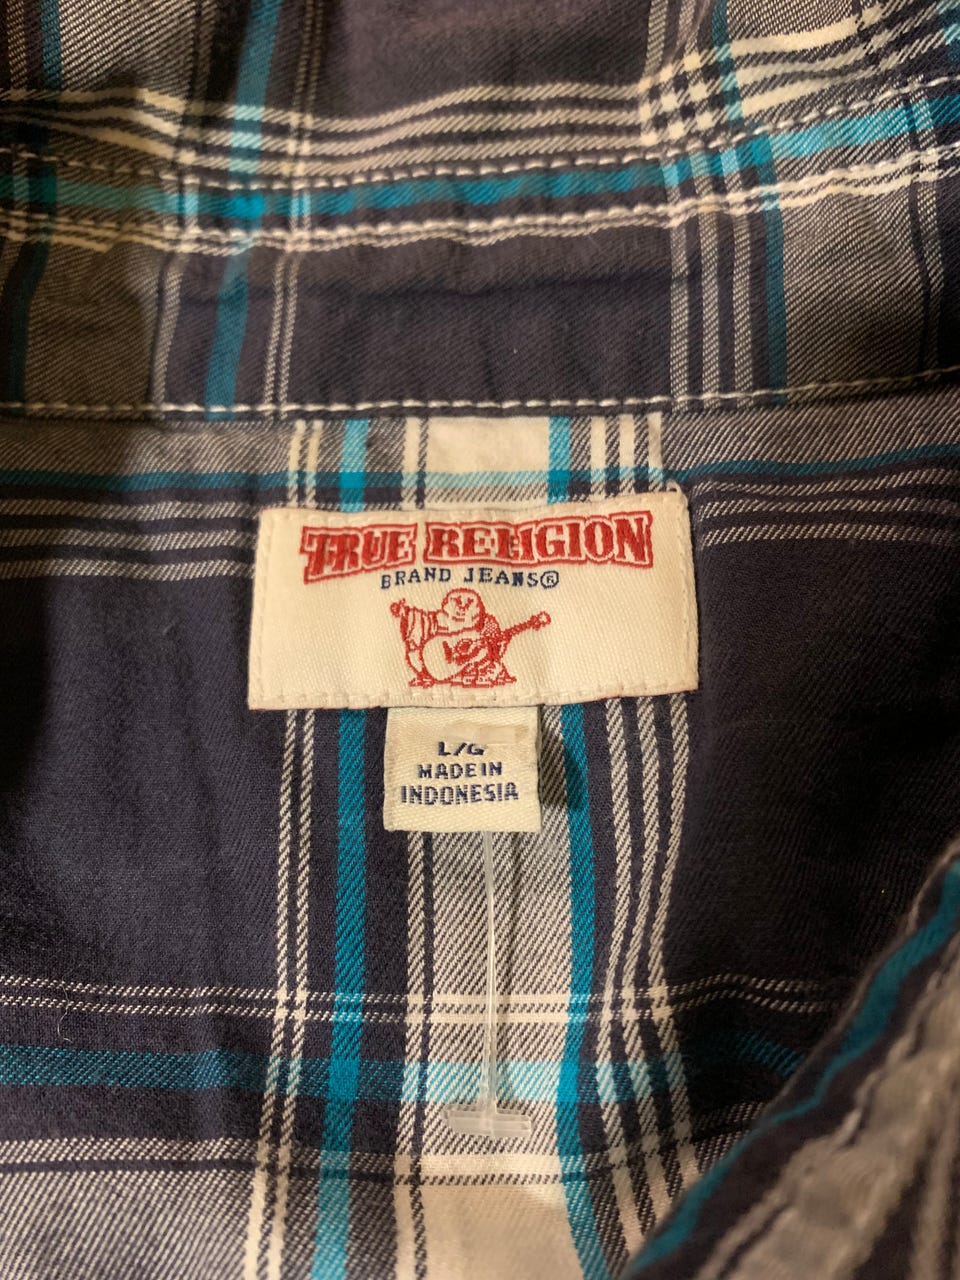 TRUE RELIGION
BRAND JEANS®
L/G
MADE IN
INDONESIA